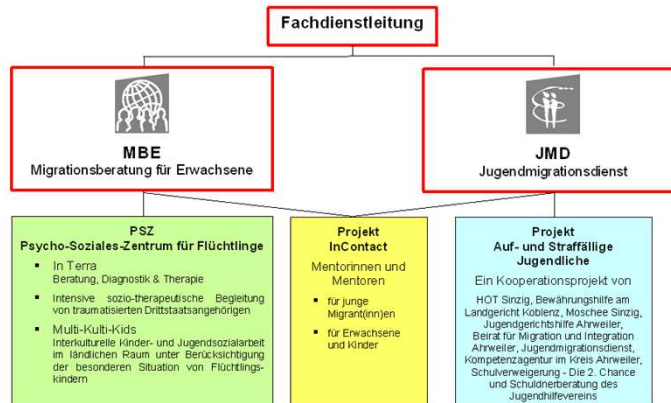 Fachdienstleitung
MBE
Migrationsberatung für Erwachsene
JMD
Jugendmigrationsdienst
PSZ
Psycho-Soziales-Zentrum für Flüchtlinge
In Terra
Beratung, Diagnostik & Therapie
Intensive sozio-therapeutische Begleitung
von traumatisierten Drittstaatsangehörigen
Multi-Kulti-Kids
Interkulturelle Kinder- und Jugendsozialarbeit
im ländlichen Raum unter Berücksichtigung
der besonderen Situation von Flüchtlings-
kindern
Projekt
InContact
Mentorinnen und
Mentoren
für junge
Migrant(inn)en
für Erwachsene
und Kinder
Projekt
Auf- und Straffällige
Jugendliche
Ein Kooperationsprojekt von
HOT Sinzig, Bewährungshilfe am
Landgericht Koblenz, Moschee Sinzig,
Jugendgerichtshilfe Ahrweiler,
Beirat für Migration und Integration
Ahrweiler, Jugendmigrationsdienst,
Kompetenzagentur im Kreis Ahrweiler,
Schulverweigerung - Die 2. Chance
und Schuldnerberatung des
Jugendhilfevereins